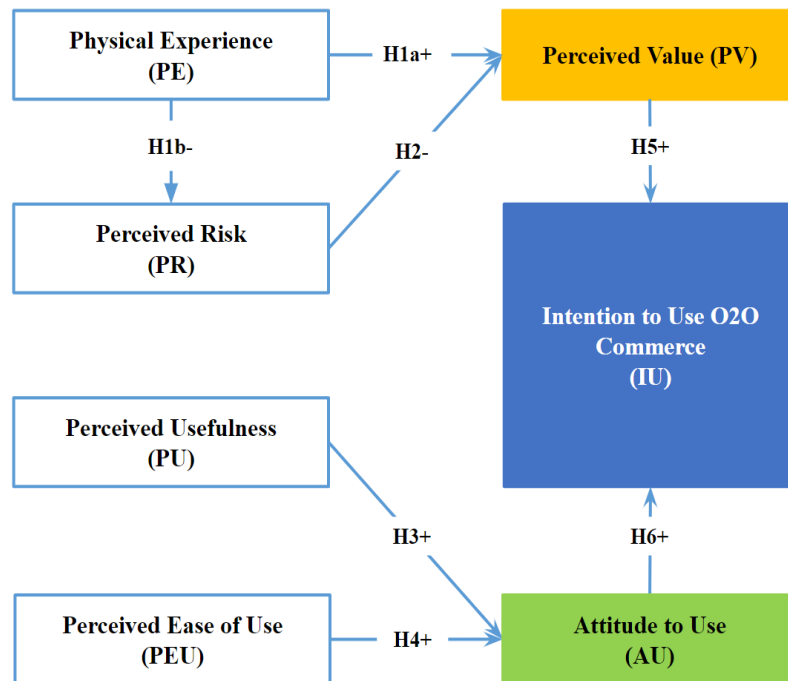 Physical Experience
(PE)
H1a+
Perceived Value (PV)
H1b-
H2-
H5+
Perceived Risk
(PR)
Intention to Use O2O
Commerce
(IU)
Perceived Usefulness
(PU)
H3+
H6+
Perceived Ease of Use
(PEU)
H4+
Attitude to Use
(AU)